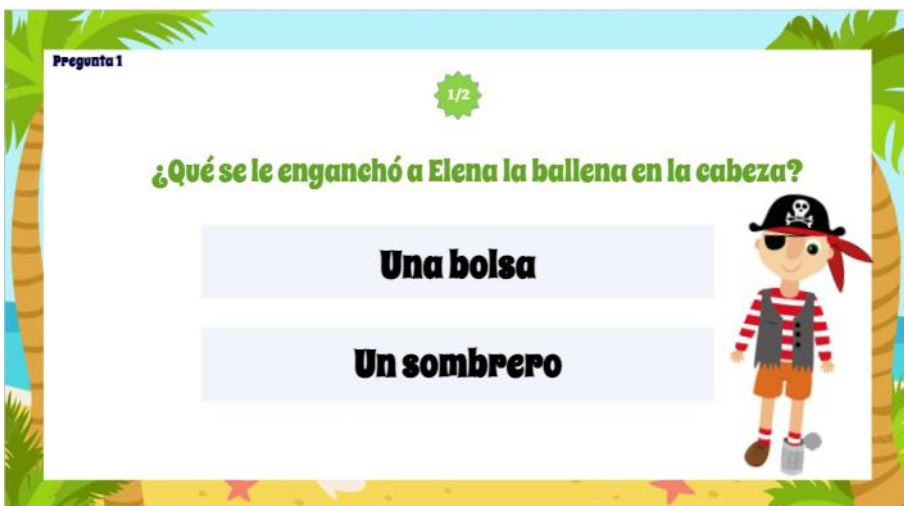 Pregunta 1
1/2
¿Qué se le enganchó a Elena la ballena en la cabeza?
Una bolsa
Un sombrero